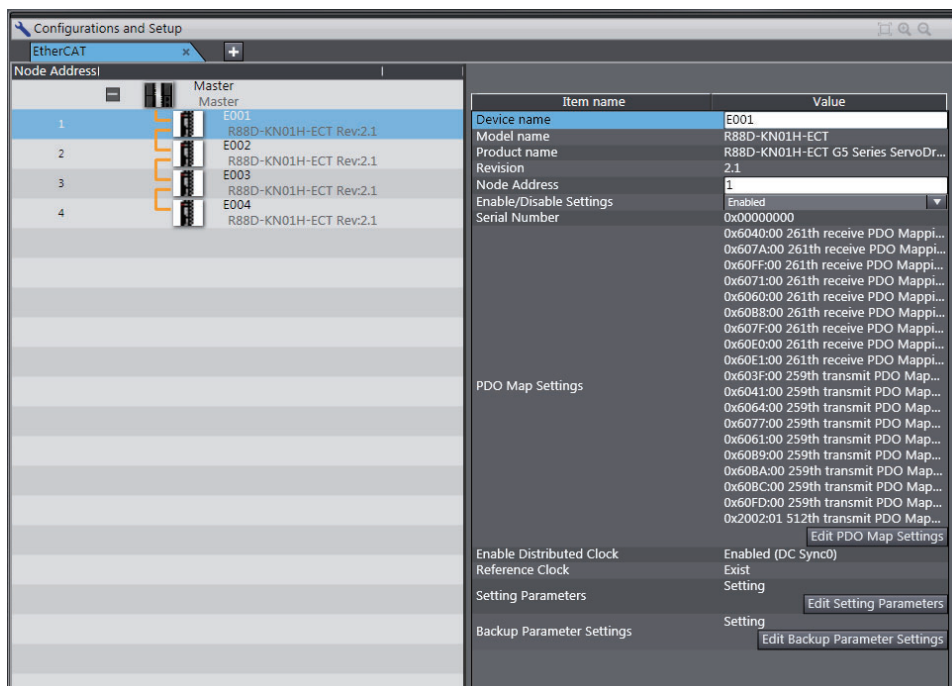 Configurations and Setup
EtherCAT
Node Address
Master
Master
1
E001
R88D-KN01H-ECT Rev:2.1
2
E002
R88D-KN01H-ECT Rev:2.1
3
E003
R88D-KN01H-ECT Rev:2.1
4
E004
R88D-KN01H-ECT Rev:2.1
Item name Value
Device name E001
Model name R88D-KN01H-ECT
Product name R88D-KN01H-ECT G5 Series ServoDr...
Revision 2.1
Node Address 1
Enable/Disable Settings Enabled
Serial Number 0x00000000
PDO Map Settings
0x6040:00 261th receive PDO Mappi...
0x607A:00 261th receive PDO Mappi...
0x60FF:00 261th receive PDO Mappi...
0x6071:00 261th receive PDO Mappi...
0x6060:00 261th receive PDO Mappi...
0x60B8:00 261th receive PDO Mappi...
0x607F:00 261th receive PDO Mappi...
0x60E0:00 261th receive PDO Mappi...
0x60E1:00 261th receive PDO Mappi...
0x603F:00 259th transmit PDO Map...
0x6041:00 259th transmit PDO Map...
0x6064:00 259th transmit PDO Map...
0x6077:00 259th transmit PDO Map...
0x6061:00 259th transmit PDO Map...
0x60B9:00 259th transmit PDO Map...
0x60BA:00 259th transmit PDO Map...
0x60BC:00 259th transmit PDO Map...
0x60FD:00 259th transmit PDO Map...
0x2002:01 512th transmit PDO Map...
Edit PDO Map Settings
Enable Distributed Clock Enabled (DC Sync0)
Reference Clock Exist
Setting Parameters Setting
Edit Setting Parameters
Backup Parameter Settings Setting
Edit Backup Parameter Settings